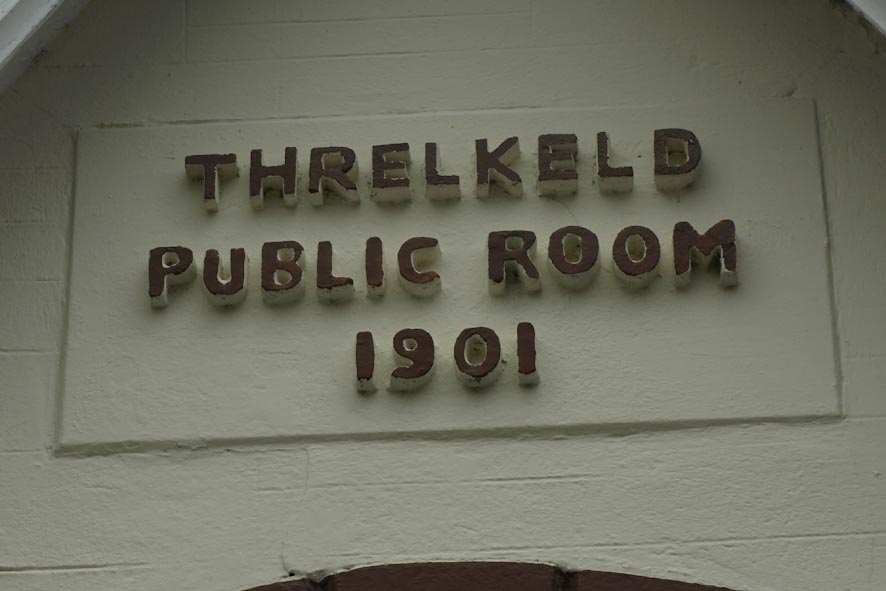 THRELKELD
PUBLIC ROOM
1901